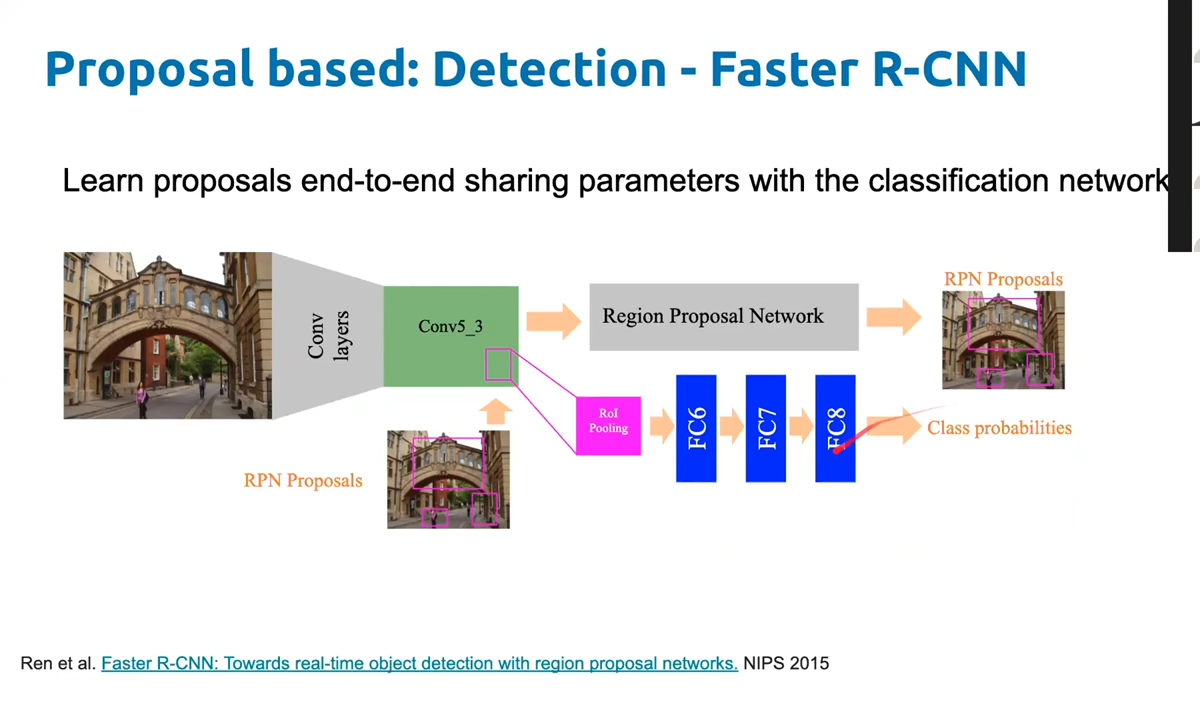 Proposal based: Detection - Faster R-CNN
Learn proposals end-to-end sharing parameters with the classification network
Conv
layers
Conv5_3
Region Proposal Network
RPN Proposals
RoI
Pooling
FC6
FC7
FC8
Class probabilities
RPN Proposals
Ren et al. Faster R-CNN: Towards real-time object detection with region proposal networks. NIPS 2015